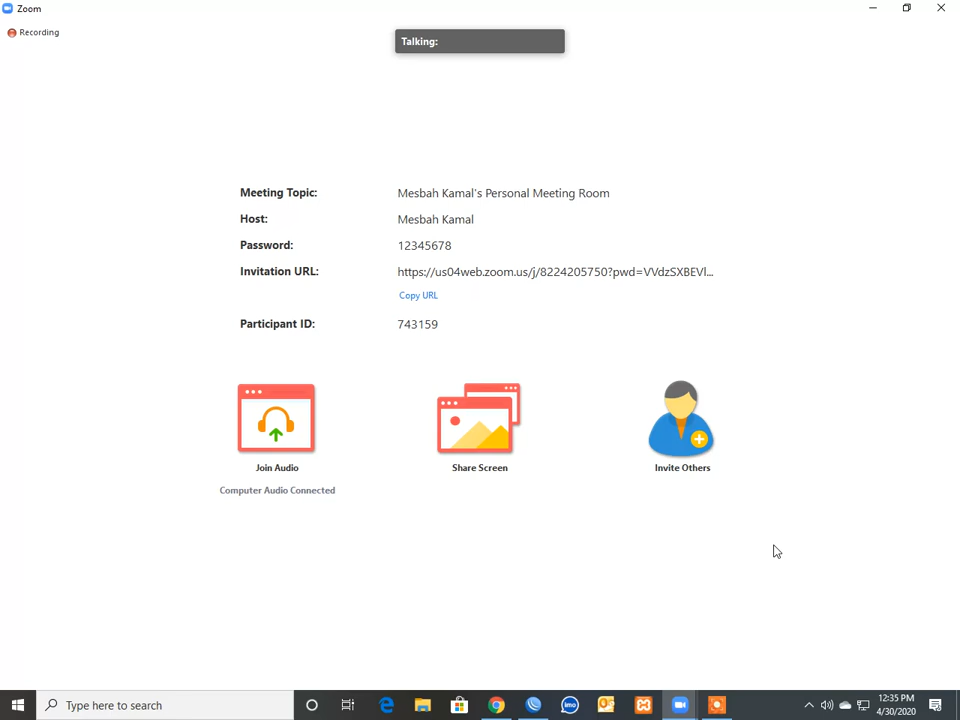 Zoom
Recording
Talking:
Meeting Topic: Mesbah Kamal's Personal Meeting Room
Host: Mesbah Kamal
Password: 12345678
Invitation URL: https://us04web.zoom.us/j/8224205750?pwd=VVdzSXBEVl...
Copy URL
Participant ID: 743159
Join Audio Share Screen Invite Others
Computer Audio Connected
Type here to search
imo
12:35 PM
4/30/2020